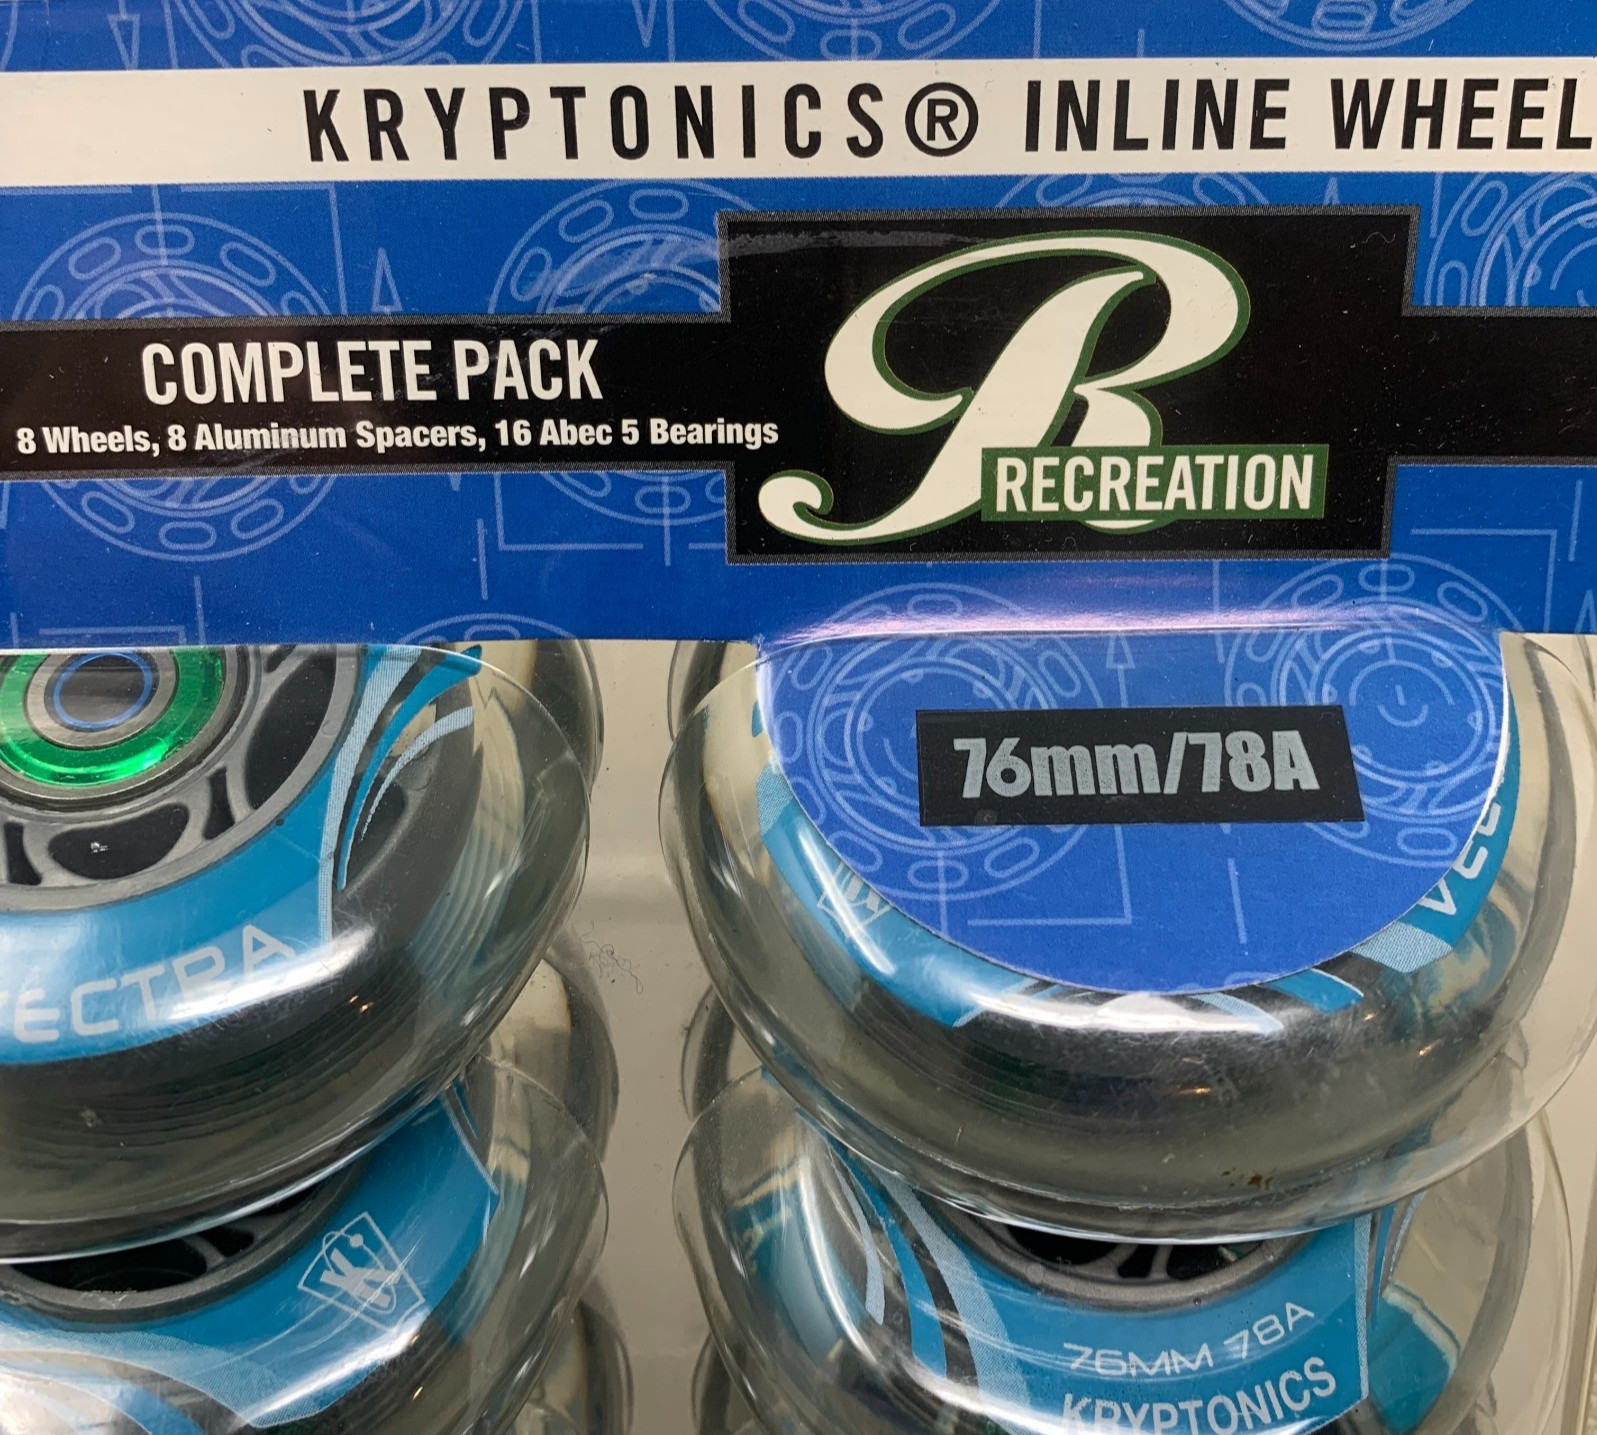 KRYPTONICS® INLINE WHEEL
COMPLETE PACK
8 Wheels, 8 Aluminum Spacers, 16 Abec 5 Bearings
R
RECREATION
76mm/78A
VECTRA
76MM 78A
KRYPTONICS